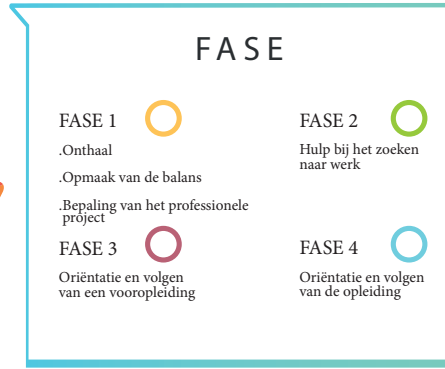 FASE
FASE 1
.Onthaal
.Opmaak van de balans
.Bepaling van het professionele
project
FASE 2
Hulp bij het zoeken
naar werk
FASE 3
Oriëntatie en volgen
van een vooropleiding
FASE 4
Oriëntatie en volgen
van de opleiding